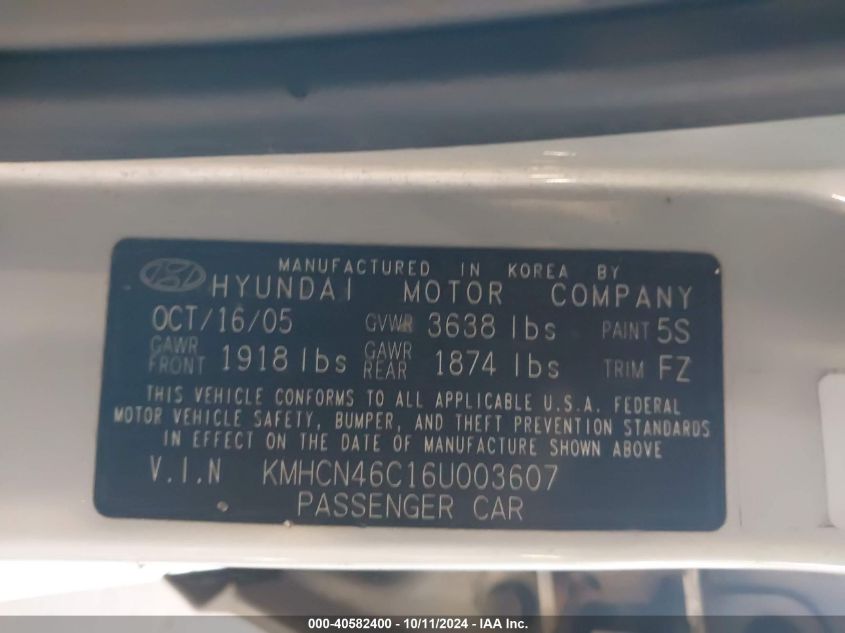 MANUFACTURED IN KOREA BY
HYUNDAI MOTOR COMPANY
OCT/16/05 GVWR 3638 lbs PAINT 5S
GAWR FRONT 1918 lbs GAWR REAR 1874 lbs TRIM FZ
THIS VEHICLE CONFORMS TO ALL APPLICABLE U.S.A. FEDERAL
MOTOR VEHICLE SAFETY, BUMPER, AND THEFT PREVENTION STANDARDS
IN EFFECT ON THE DATE OF MANUFACTURE SHOWN ABOVE
V.I.N KMHCN46C16U003607
PASSENGER CAR
000-40582400 - 10/11/2024 - IAA Inc.